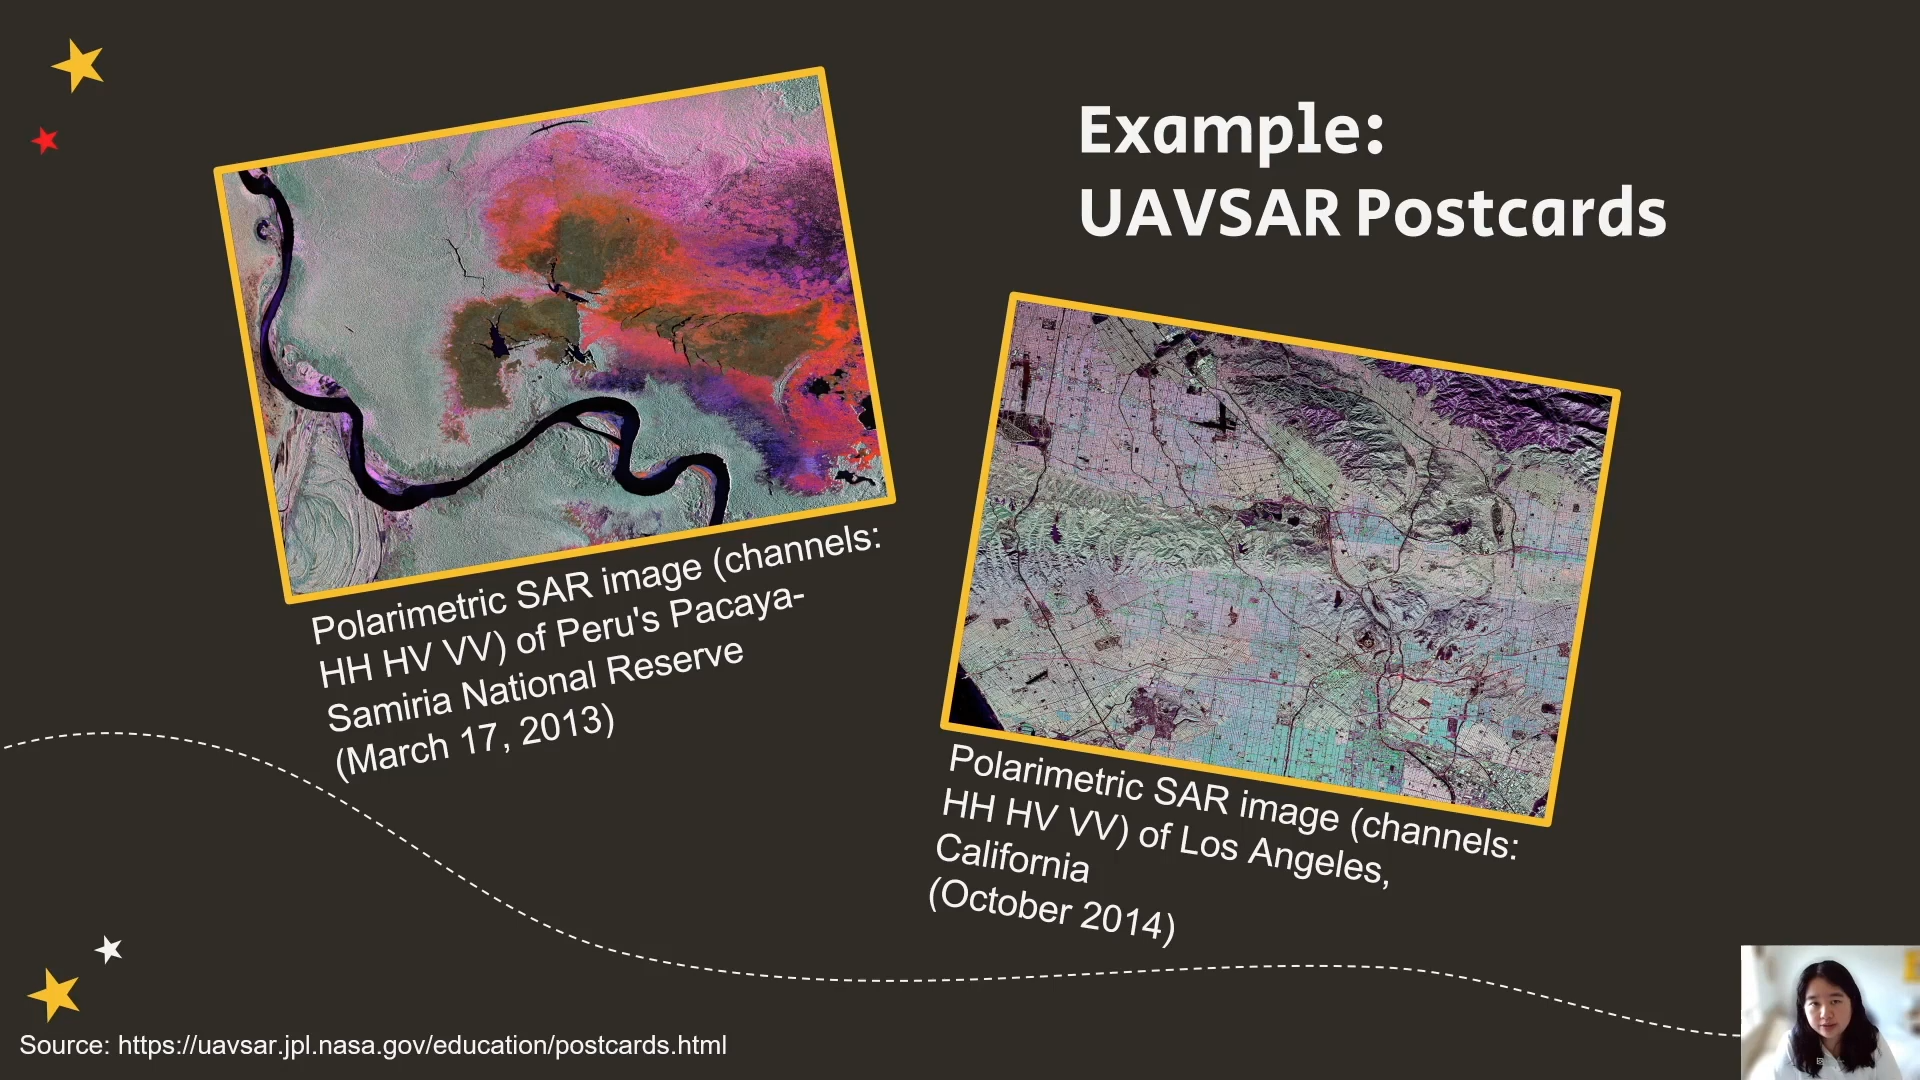 Example:
UAVSAR Postcards
Polarimetric SAR image (channels:
HH HV VV) of Peru's Pacaya-
Samiria National Reserve
(March 17, 2013)
Polarimetric SAR image (channels:
HH HV VV) of Los Angeles,
California
(October 2014)
Source: https://uavsar.jpl.nasa.gov/education/postcards.html